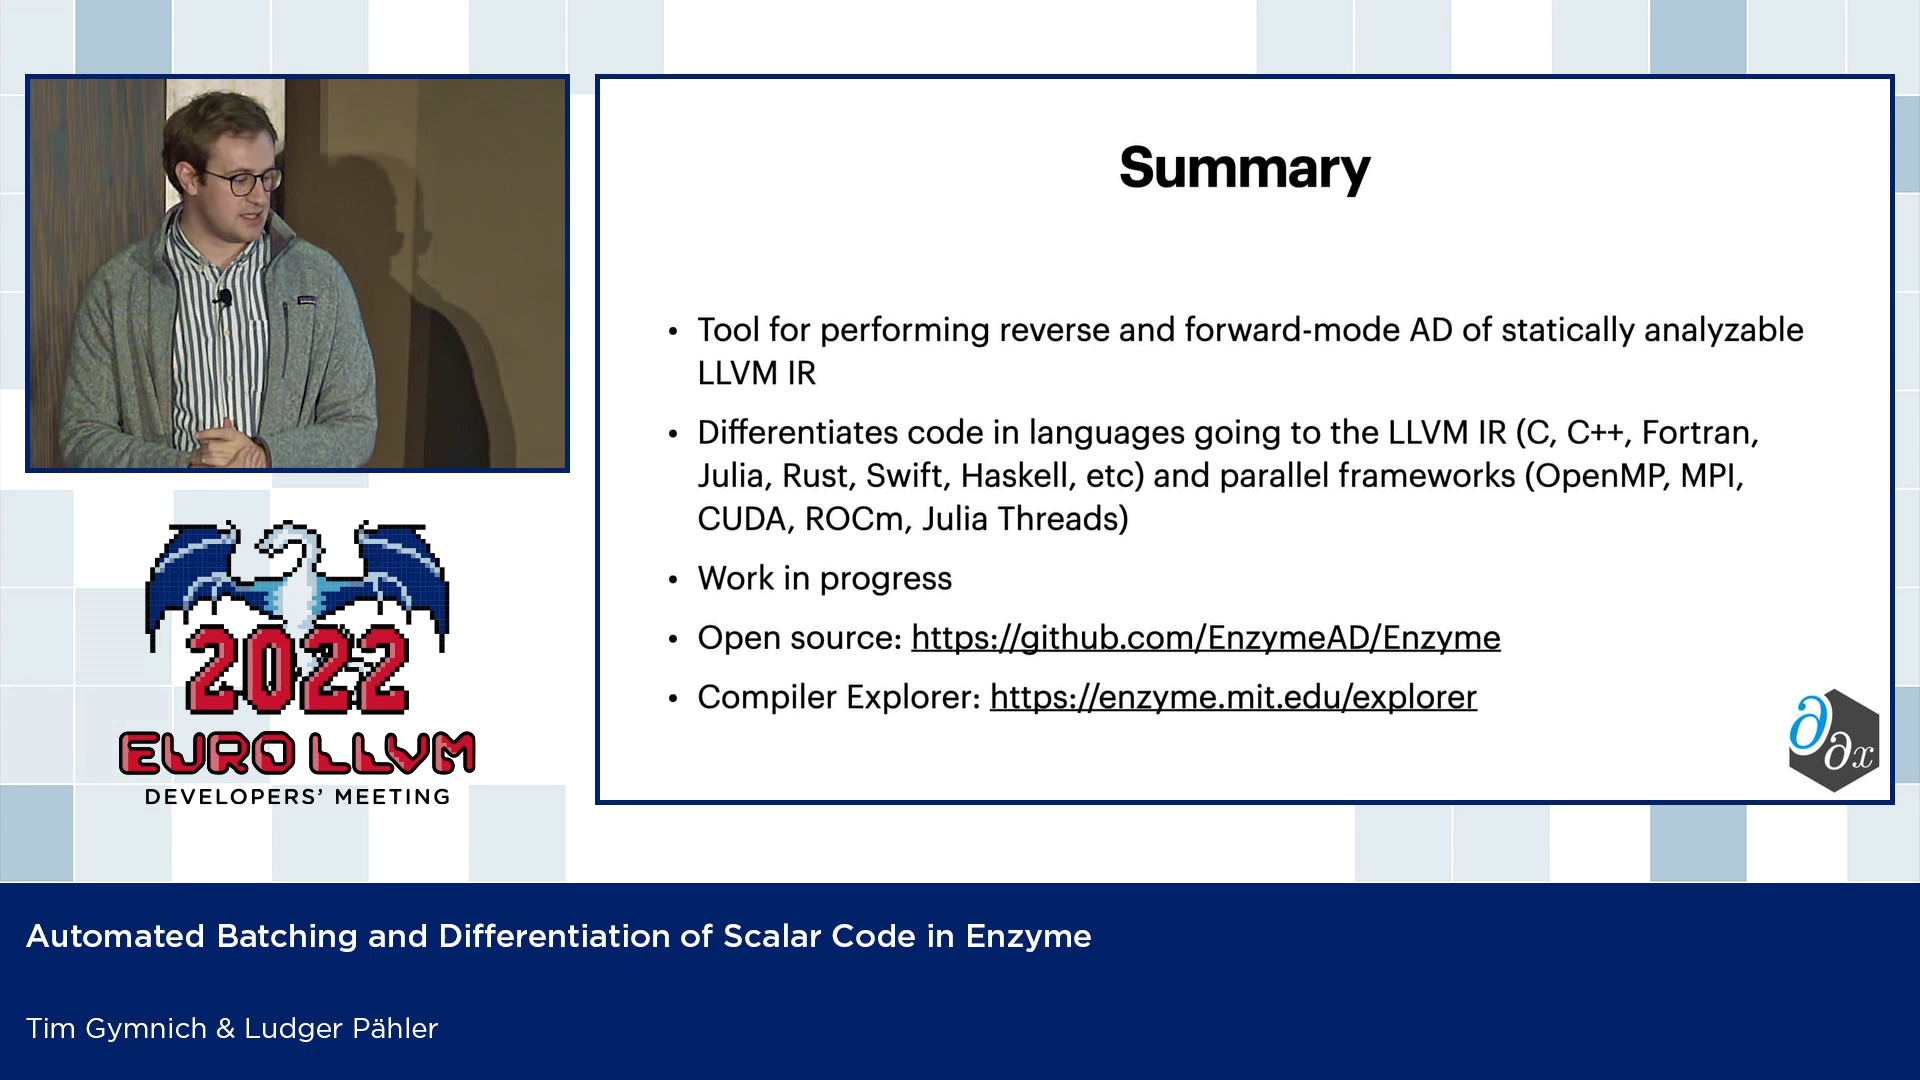 Summary
• Tool for performing reverse and forward-mode AD of statically analyzable
LLVM IR
• Differentiates code in languages going to the LLVM IR (C, C++, Fortran,
Julia, Rust, Swift, Haskell, etc) and parallel frameworks (OpenMP, MPI,
CUDA, ROCm, Julia Threads)
• Work in progress
• Open source: https://github.com/EnzymeAD/Enzyme
• Compiler Explorer: https://enzyme.mit.edu/explorer
∂
∂x
2022
EURO LLVM
DEVELOPERS’ MEETING
Automated Batching and Differentiation of Scalar Code in Enzyme
Tim Gymnich & Ludger Pähler